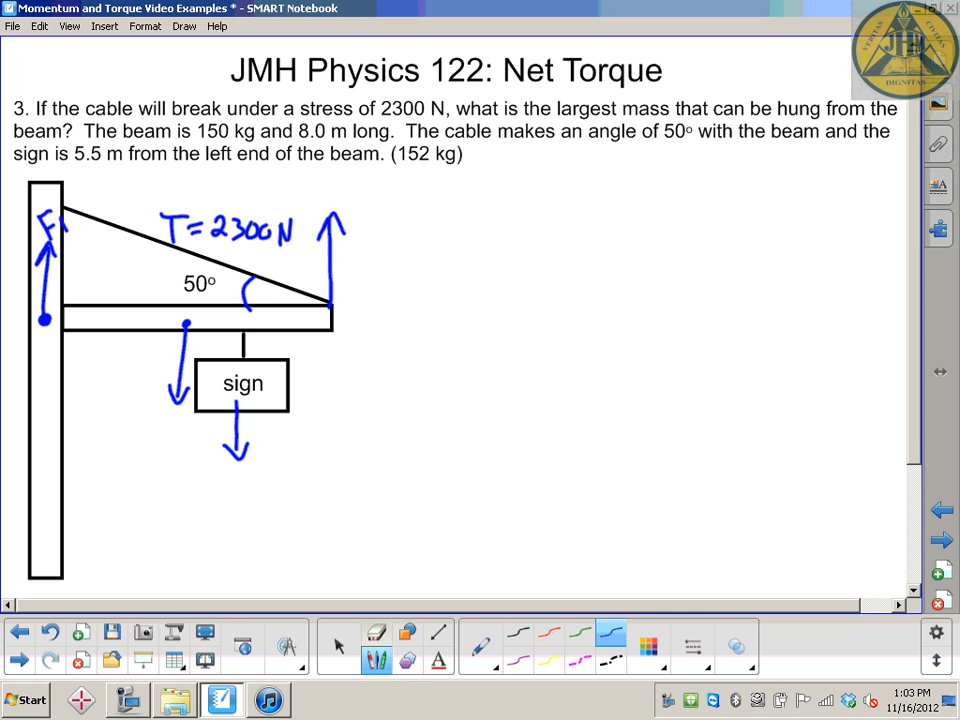 Momentum and Torque Video Examples * - SMART Notebook
File Edit View Insert Format Draw Help
JMH Physics 122: Net Torque
3. If the cable will break under a stress of 2300 N, what is the largest mass that can be hung from the
beam? The beam is 150 kg and 8.0 m long. The cable makes an angle of 50° with the beam and the
sign is 5.5 m from the left end of the beam. (152 kg)
T = 2300N
50°
sign
VERITAS CIVITAS
JHM
DIGNITAS
Start
1:03 PM
11/16/2012